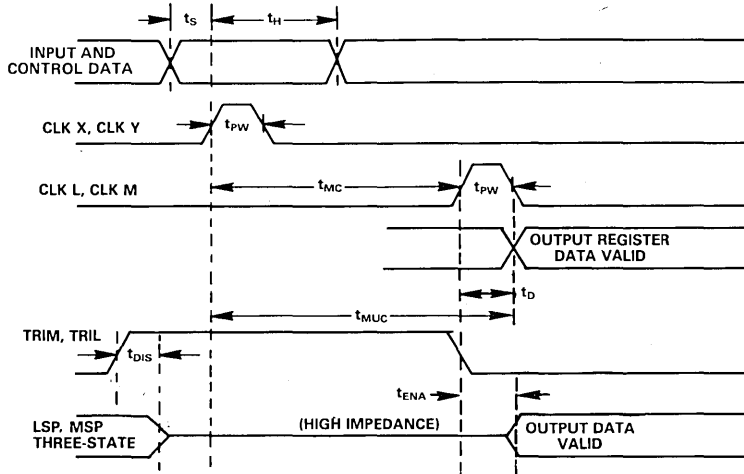 tS
tH
INPUT AND
CONTROL DATA
CLK X, CLK Y
tPW
CLK L, CLK M
tMC
tPW
OUTPUT REGISTER
DATA VALID
tD
tMUC
TRIM, TRIL
tDIS
tENA
LSP, MSP
THREE-STATE
(HIGH IMPEDANCE)
OUTPUT DATA
VALID